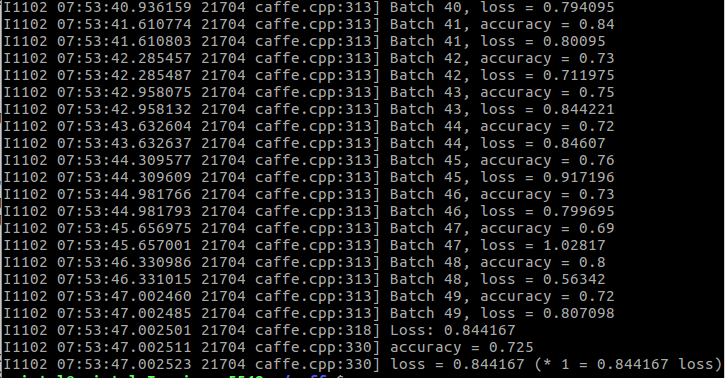 I1102 07:53:40.936159 21704 caffe.cpp:313] Batch 40, loss = 0.794095
I1102 07:53:41.610774 21704 caffe.cpp:313] Batch 41, accuracy = 0.84
I1102 07:53:41.610803 21704 caffe.cpp:313] Batch 41, loss = 0.80095
I1102 07:53:42.285457 21704 caffe.cpp:313] Batch 42, accuracy = 0.73
I1102 07:53:42.285487 21704 caffe.cpp:313] Batch 42, loss = 0.711975
I1102 07:53:42.958075 21704 caffe.cpp:313] Batch 43, accuracy = 0.75
I1102 07:53:42.958132 21704 caffe.cpp:313] Batch 43, loss = 0.844221
I1102 07:53:43.632604 21704 caffe.cpp:313] Batch 44, accuracy = 0.72
I1102 07:53:43.632637 21704 caffe.cpp:313] Batch 44, loss = 0.84607
I1102 07:53:44.309577 21704 caffe.cpp:313] Batch 45, accuracy = 0.76
I1102 07:53:44.309609 21704 caffe.cpp:313] Batch 45, loss = 0.917196
I1102 07:53:44.981766 21704 caffe.cpp:313] Batch 46, accuracy = 0.73
I1102 07:53:44.981793 21704 caffe.cpp:313] Batch 46, loss = 0.799695
I1102 07:53:45.656975 21704 caffe.cpp:313] Batch 47, accuracy = 0.69
I1102 07:53:45.657001 21704 caffe.cpp:313] Batch 47, loss = 1.02817
I1102 07:53:46.330986 21704 caffe.cpp:313] Batch 48, accuracy = 0.8
I1102 07:53:46.331015 21704 caffe.cpp:313] Batch 48, loss = 0.56342
I1102 07:53:47.002460 21704 caffe.cpp:313] Batch 49, accuracy = 0.72
I1102 07:53:47.002485 21704 caffe.cpp:313] Batch 49, loss = 0.807098
I1102 07:53:47.002501 21704 caffe.cpp:318] Loss: 0.844167
I1102 07:53:47.002511 21704 caffe.cpp:330] accuracy = 0.725
I1102 07:53:47.002523 21704 caffe.cpp:330] loss = 0.844167 (* 1 = 0.844167 loss)